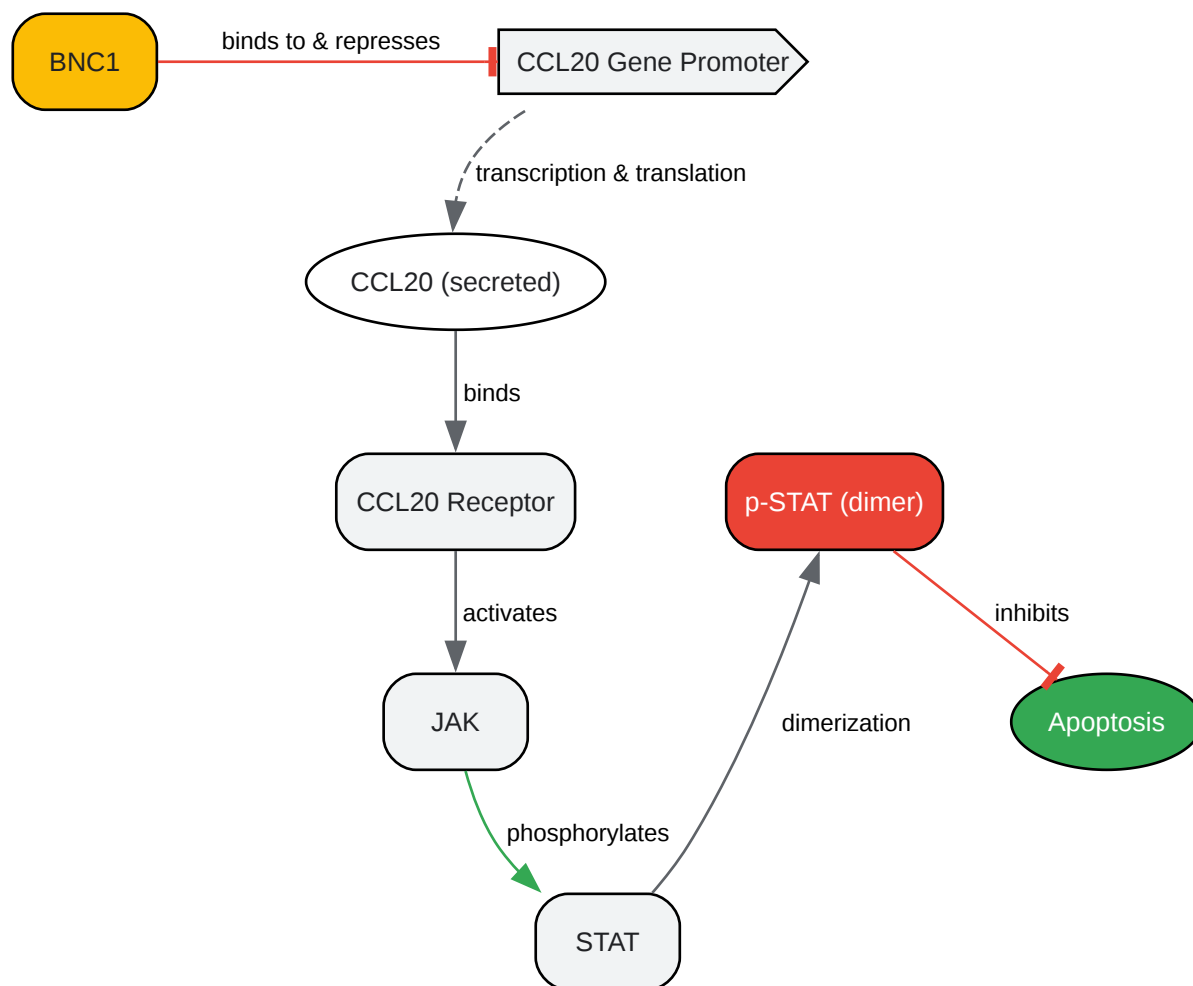 BNC1
binds to & represses
CCL20 Gene Promoter
transcription & translation
CCL20 (secreted)
binds
CCL20 Receptor
p-STAT (dimer)
activates
inhibits
JAK
dimerization
Apoptosis
phosphorylates
STAT